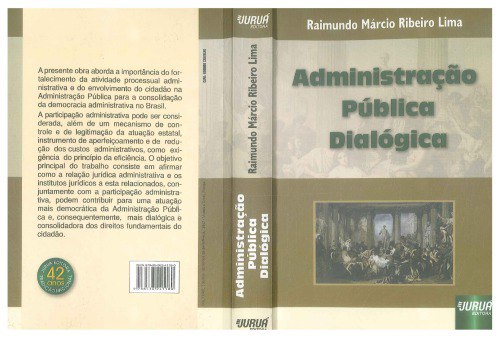 A presente obra aborda a importância do for-
talecimento da atividade processual admi-
nistrativa e do envolvimento do cidadão na
Administração Pública para a consolidação
da democracia administrativa no Brasil.
A participação administrativa pode ser consi-
derada, além de um mecanismo de con-
trole e de legitimação da atuação estatal,
instrumento de aperfeiçoamento e de redu-
ção dos custos administrativos, como exi-
gência do princípio da eficiência. O objetivo
principal do trabalho consiste em afirmar
como a relação jurídica administrativa e os
institutos jurídicos a esta relacionados, con-
juntamente com a participação administra-
tiva, podem contribuir para uma atuação
mais democrática da Administração Públi-
ca e, consequentemente, mais dialógica e
consolidadora dos direitos fundamentais do
cidadão.
42
anos
JURUÁ
EDITORA
Raimundo Márcio Ribeiro Lima
Administração
Pública
Dialógica
JURUÁ
EDITORA
Raimundo Márcio Ribeiro Lima
Administração
Pública
Dialógica
JURUÁ
EDITORA